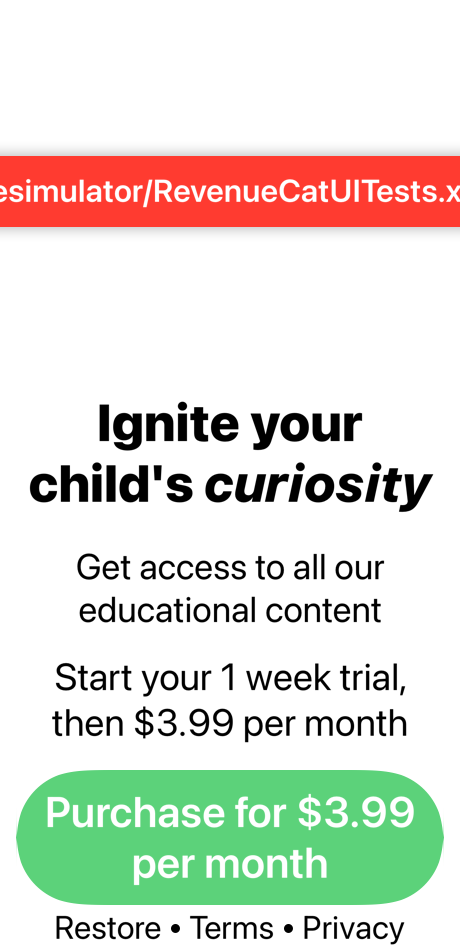 esimulator/RevenueCatUITests.x
Ignite your
child's curiosity
Get access to all our
educational content
Start your 1 week trial,
then $3.99 per month
Purchase for $3.99
per month
Restore • Terms • Privacy